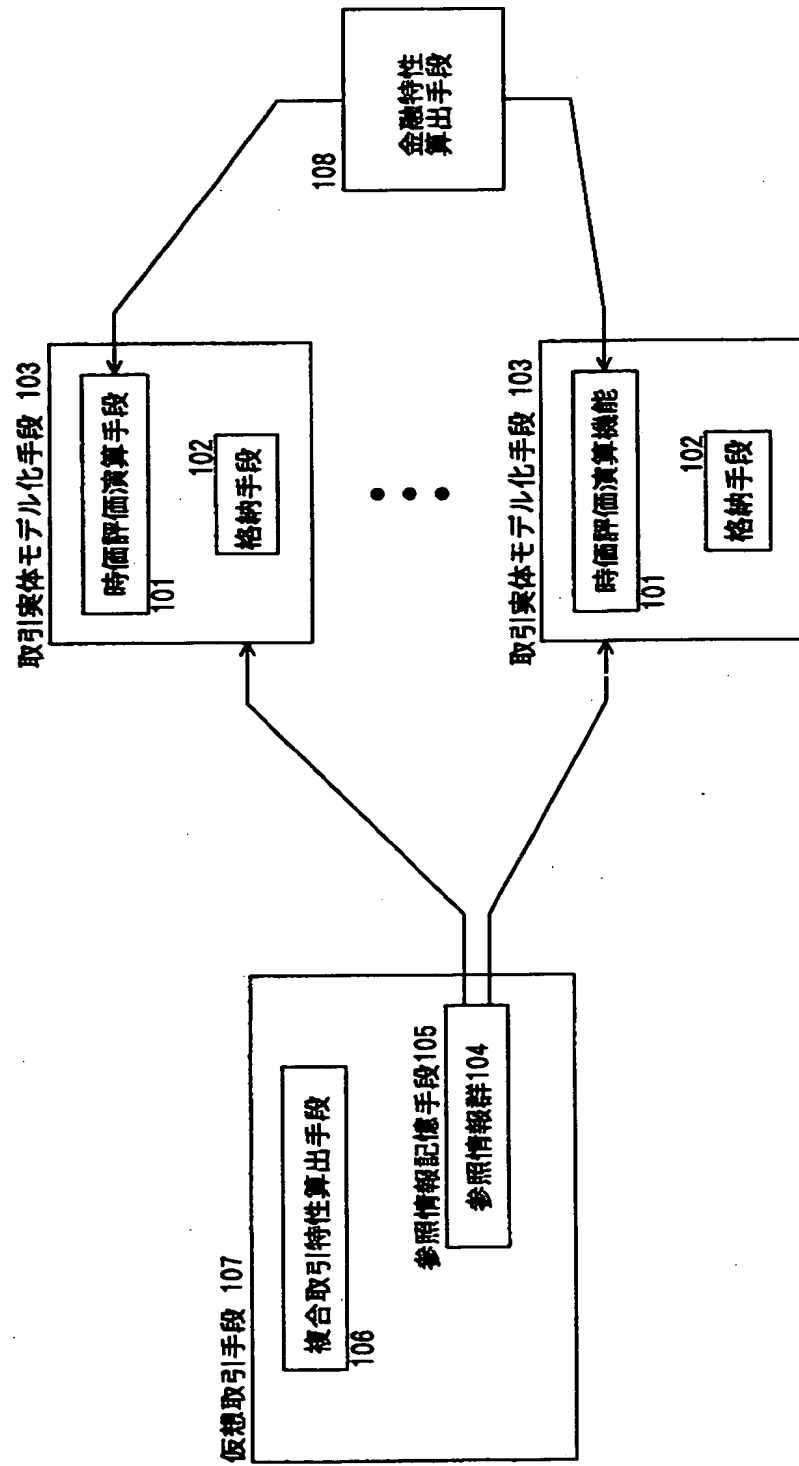 仮想取引手段 107
複合取引特性算出手段
106
参照情報記憶手段105
参照情報群104
取引実体モデル化手段 103
時価評価演算手段
101
102
格納手段
取引実体モデル化手段 103
時価評価演算機能
101
102
格納手段
108
金融特性
算出手段